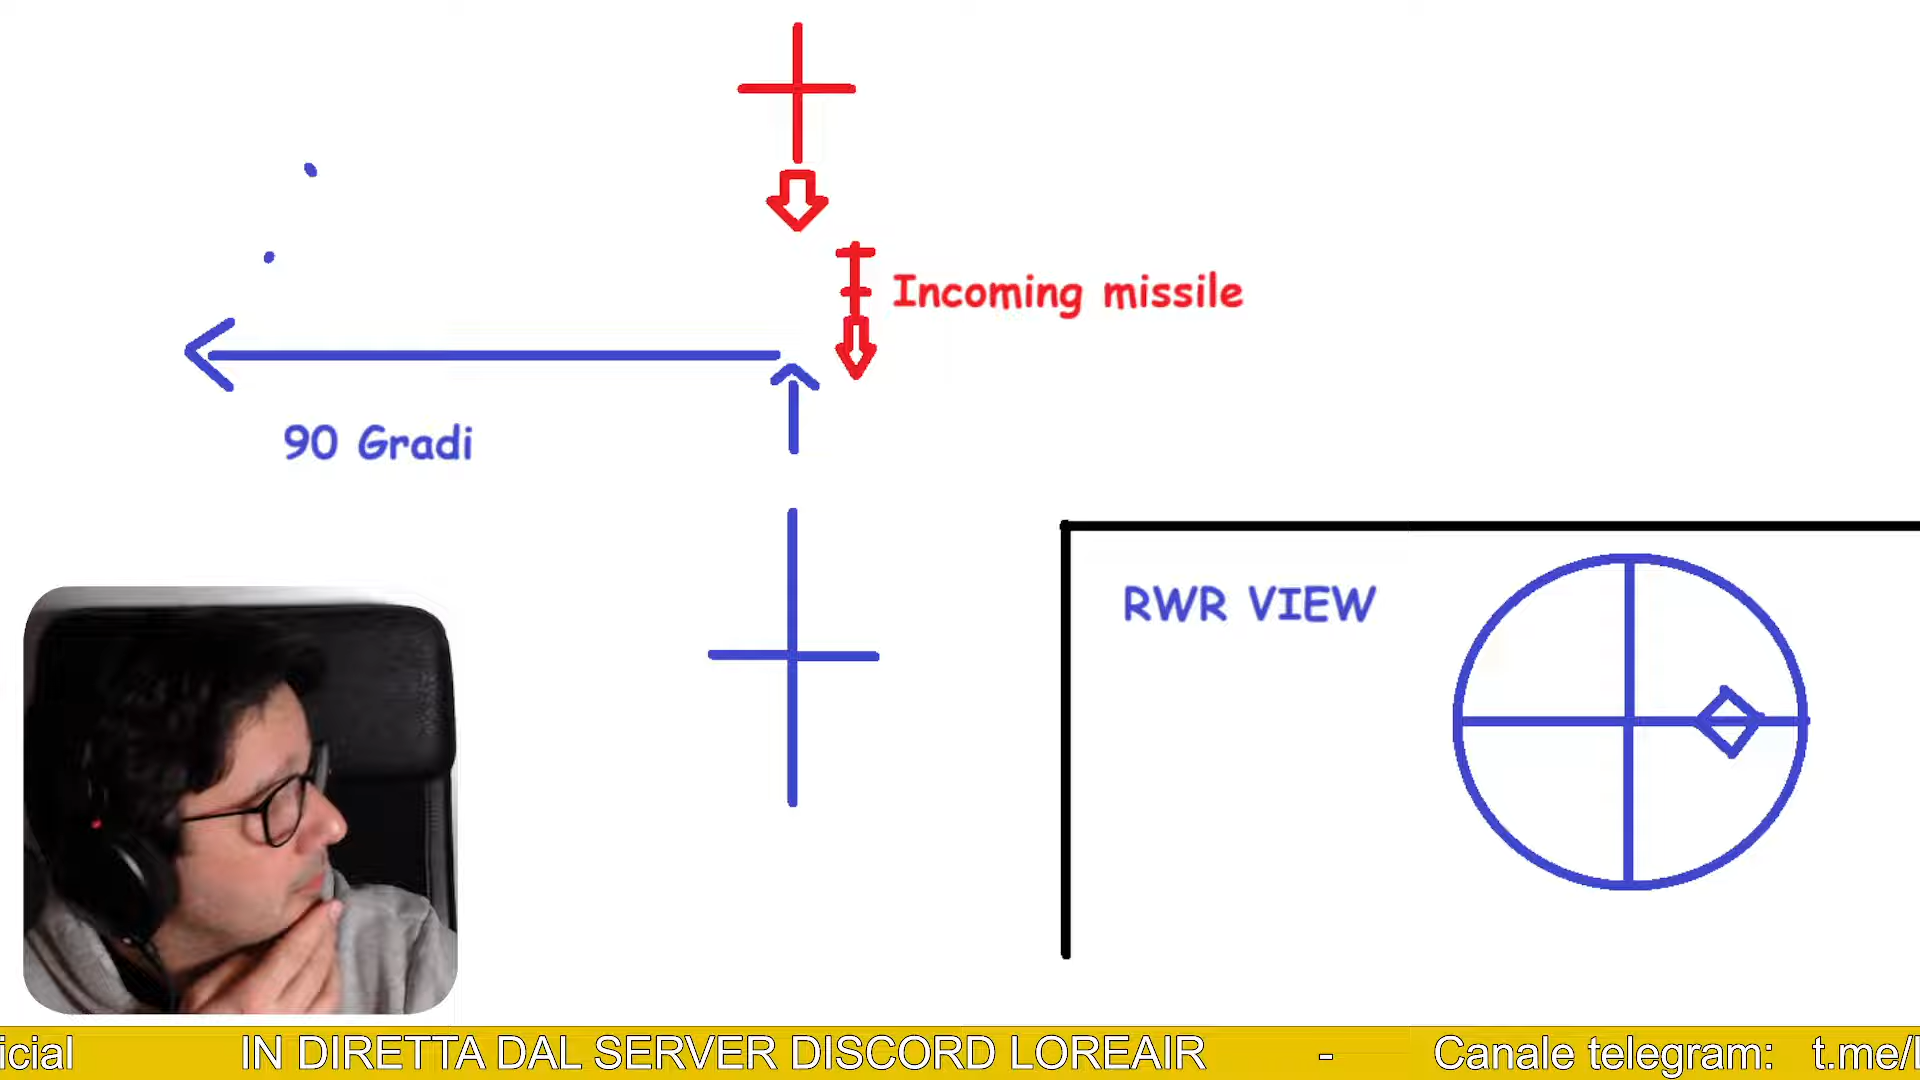 Incoming missile
90 Gradi
RWR VIEW
icial IN DIRETTA DAL SERVER DISCORD LOREAIR - Canale telegram: t.me/